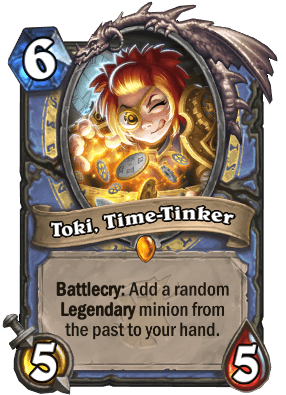 6
Toki, Time-Tinker
Battlecry: Add a random
Legendary minion from
the past to your hand.
5
5